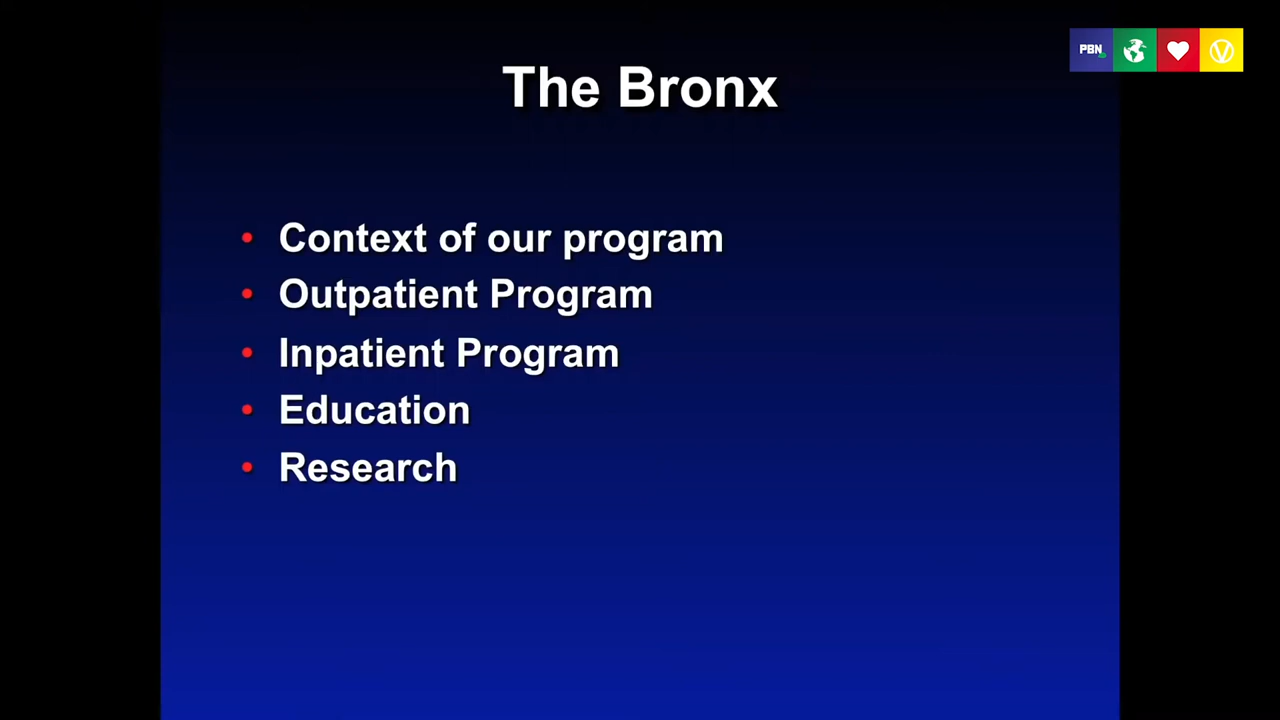 PBN
The Bronx
• Context of our program
• Outpatient Program
• Inpatient Program
• Education
• Research